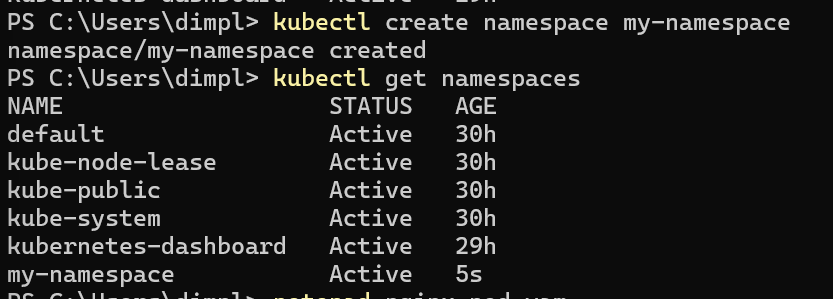 PS C:\Users\dimpl> kubectl create namespace my-namespace
namespace/my-namespace created
PS C:\Users\dimpl> kubectl get namespaces
NAME                   STATUS   AGE
default                Active   30h
kube-node-lease        Active   30h
kube-public            Active   30h
kube-system            Active   30h
kubernetes-dashboard   Active   29h
my-namespace           Active   5s